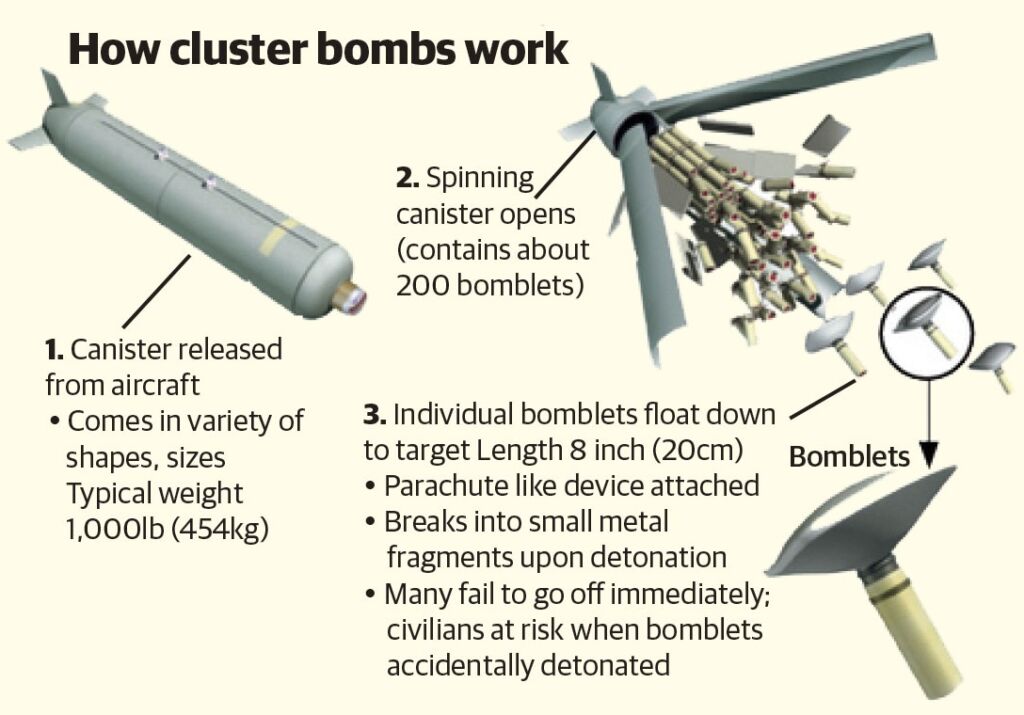 How cluster bombs work
1. Canister released
from aircraft
• Comes in variety of
shapes, sizes
Typical weight
1,000lb (454kg)
2. Spinning
canister opens
(contains about
200 bomblets)
3. Individual bomblets float down
to target Length 8 inch (20cm)
• Parachute like device attached
• Breaks into small metal
fragments upon detonation
• Many fail to go off immediately;
civilians at risk when bomblets
accidentally detonated
Bomblets